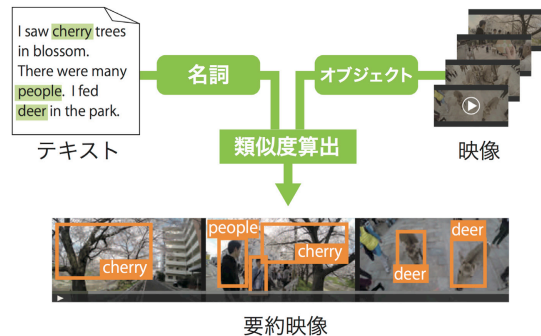 I saw cherry trees
in blossom.
There were many
people. I fed
deer in the park.
名詞
オブジェクト
テキスト
類似度算出
映像
cherry
people
cherry
deer
deer
要約映像